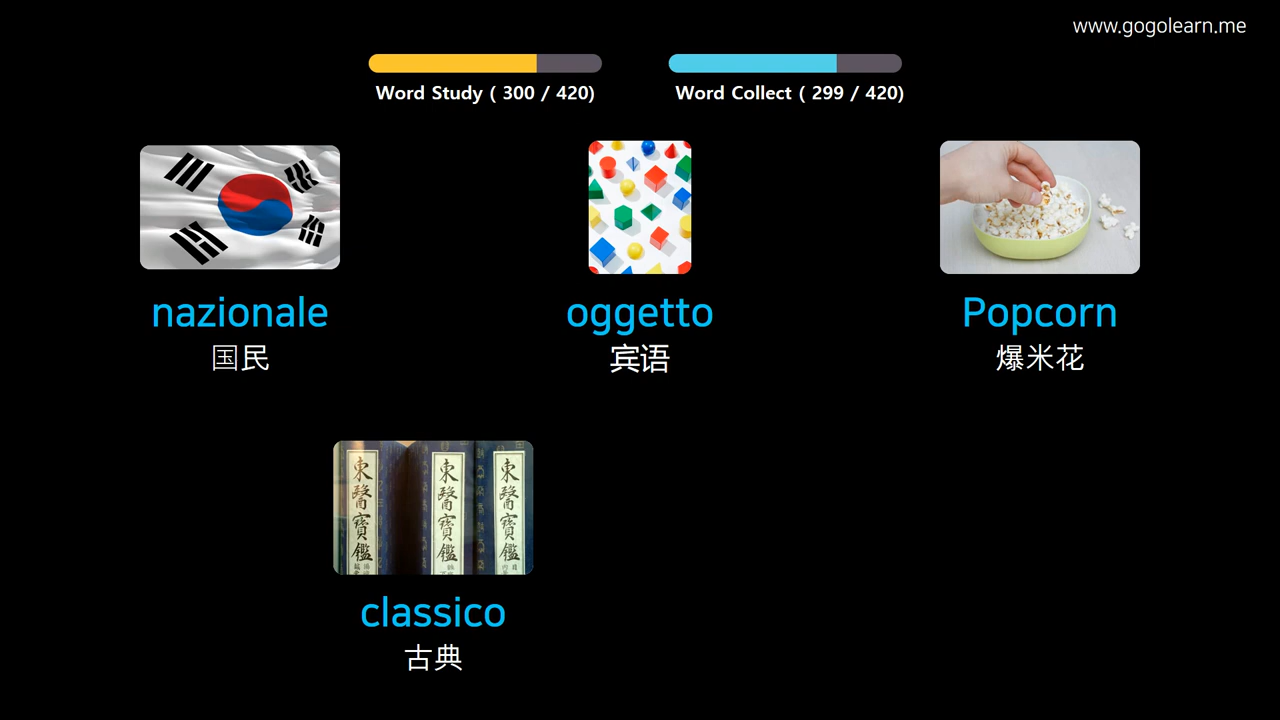 www.gogolearn.me
Word Study ( 300 / 420)
Word Collect ( 299 / 420)
nazionale
国民
oggetto
宾语
Popcorn
爆米花
東醫寶鑑
東醫寶鑑
東醫寶鑑
classico
古典